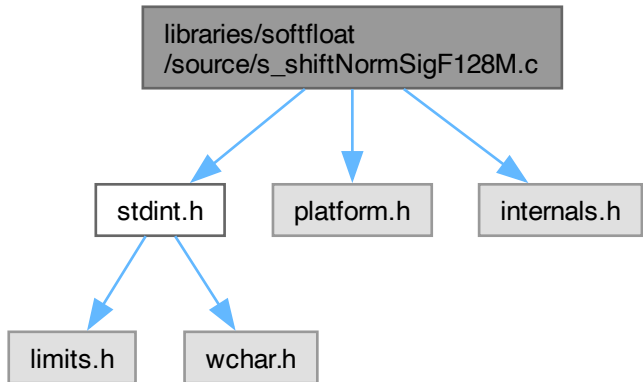 libraries/softfloat
/source/s_shiftNormSigF128M.c
stdint.h
platform.h
internals.h
limits.h
wchar.h